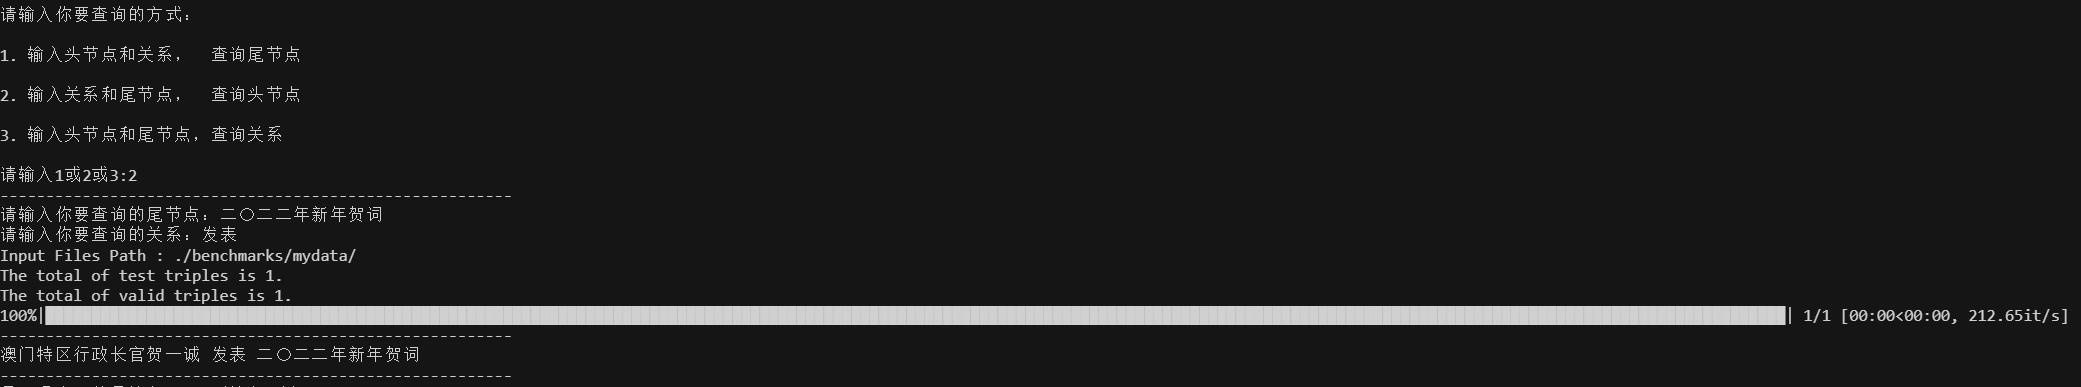 请输入你要查询的方式：
1. 输入头节点和关系，  查询尾节点
2. 输入关系和尾节点，  查询头节点
3. 输入头节点和尾节点，查询关系
请输入1或2或3:2
--------------------------------------------------------
请输入你要查询的尾节点：二〇二二年新年贺词
请输入你要查询的关系：发表
Input Files Path : ./benchmarks/mydata/
The total of test triples is 1.
The total of valid triples is 1.
100%| | 1/1 [00:00<00:00, 212.65it/s]
--------------------------------------------------------
澳门特区行政长官贺一诚 发表 二〇二二年新年贺词
--------------------------------------------------------